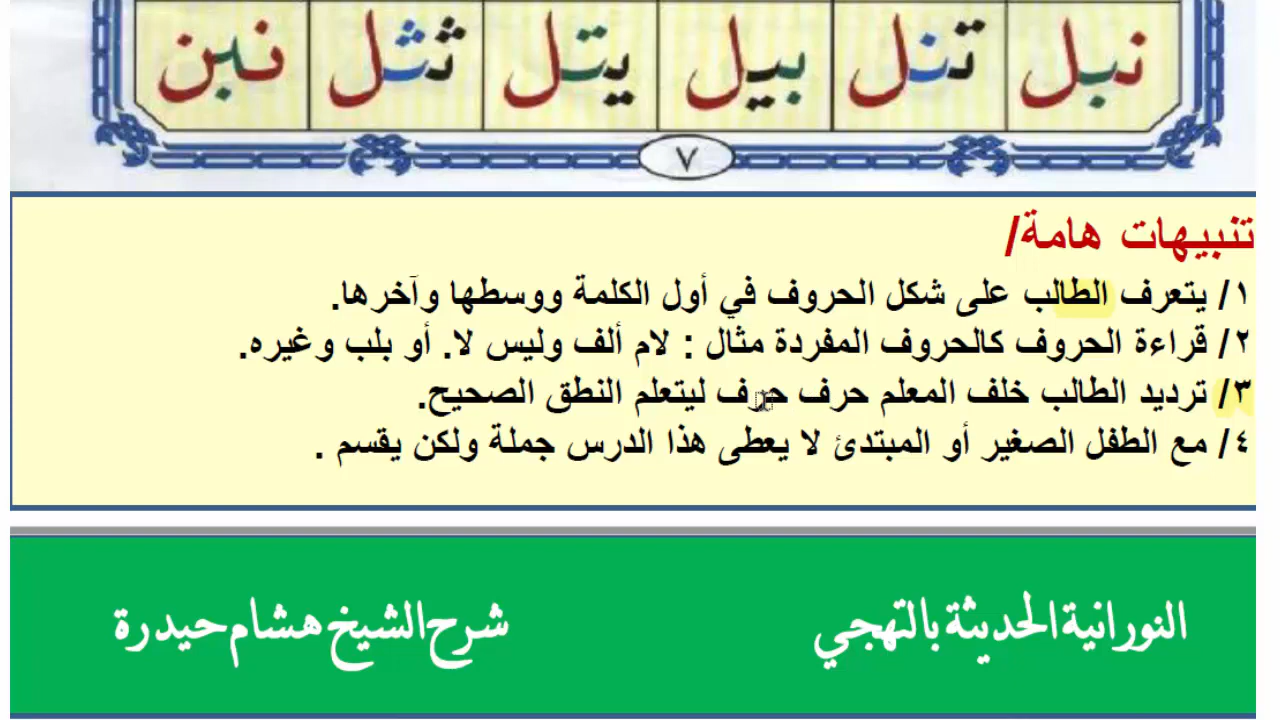 نبل تنل بيل يتل ثثل نبن
٧
تنبيهات هامة/
١/ يتعرف الطالب على شكل الحروف في أول الكلمة ووسطها وآخرها.
٢/ قراءة الحروف كالحروف المفردة مثال : لام ألف وليس لا. أو بلب وغيره.
٣/ ترديد الطالب خلف المعلم حرف حرف ليتعلم النطق الصحيح.
٤/ مع الطفل الصغير أو المبتدئ لا يعطى هذا الدرس جملة ولكن يقسم .
النورانية الحديثة بالتهجي شرح الشيخ هشام حيدرة